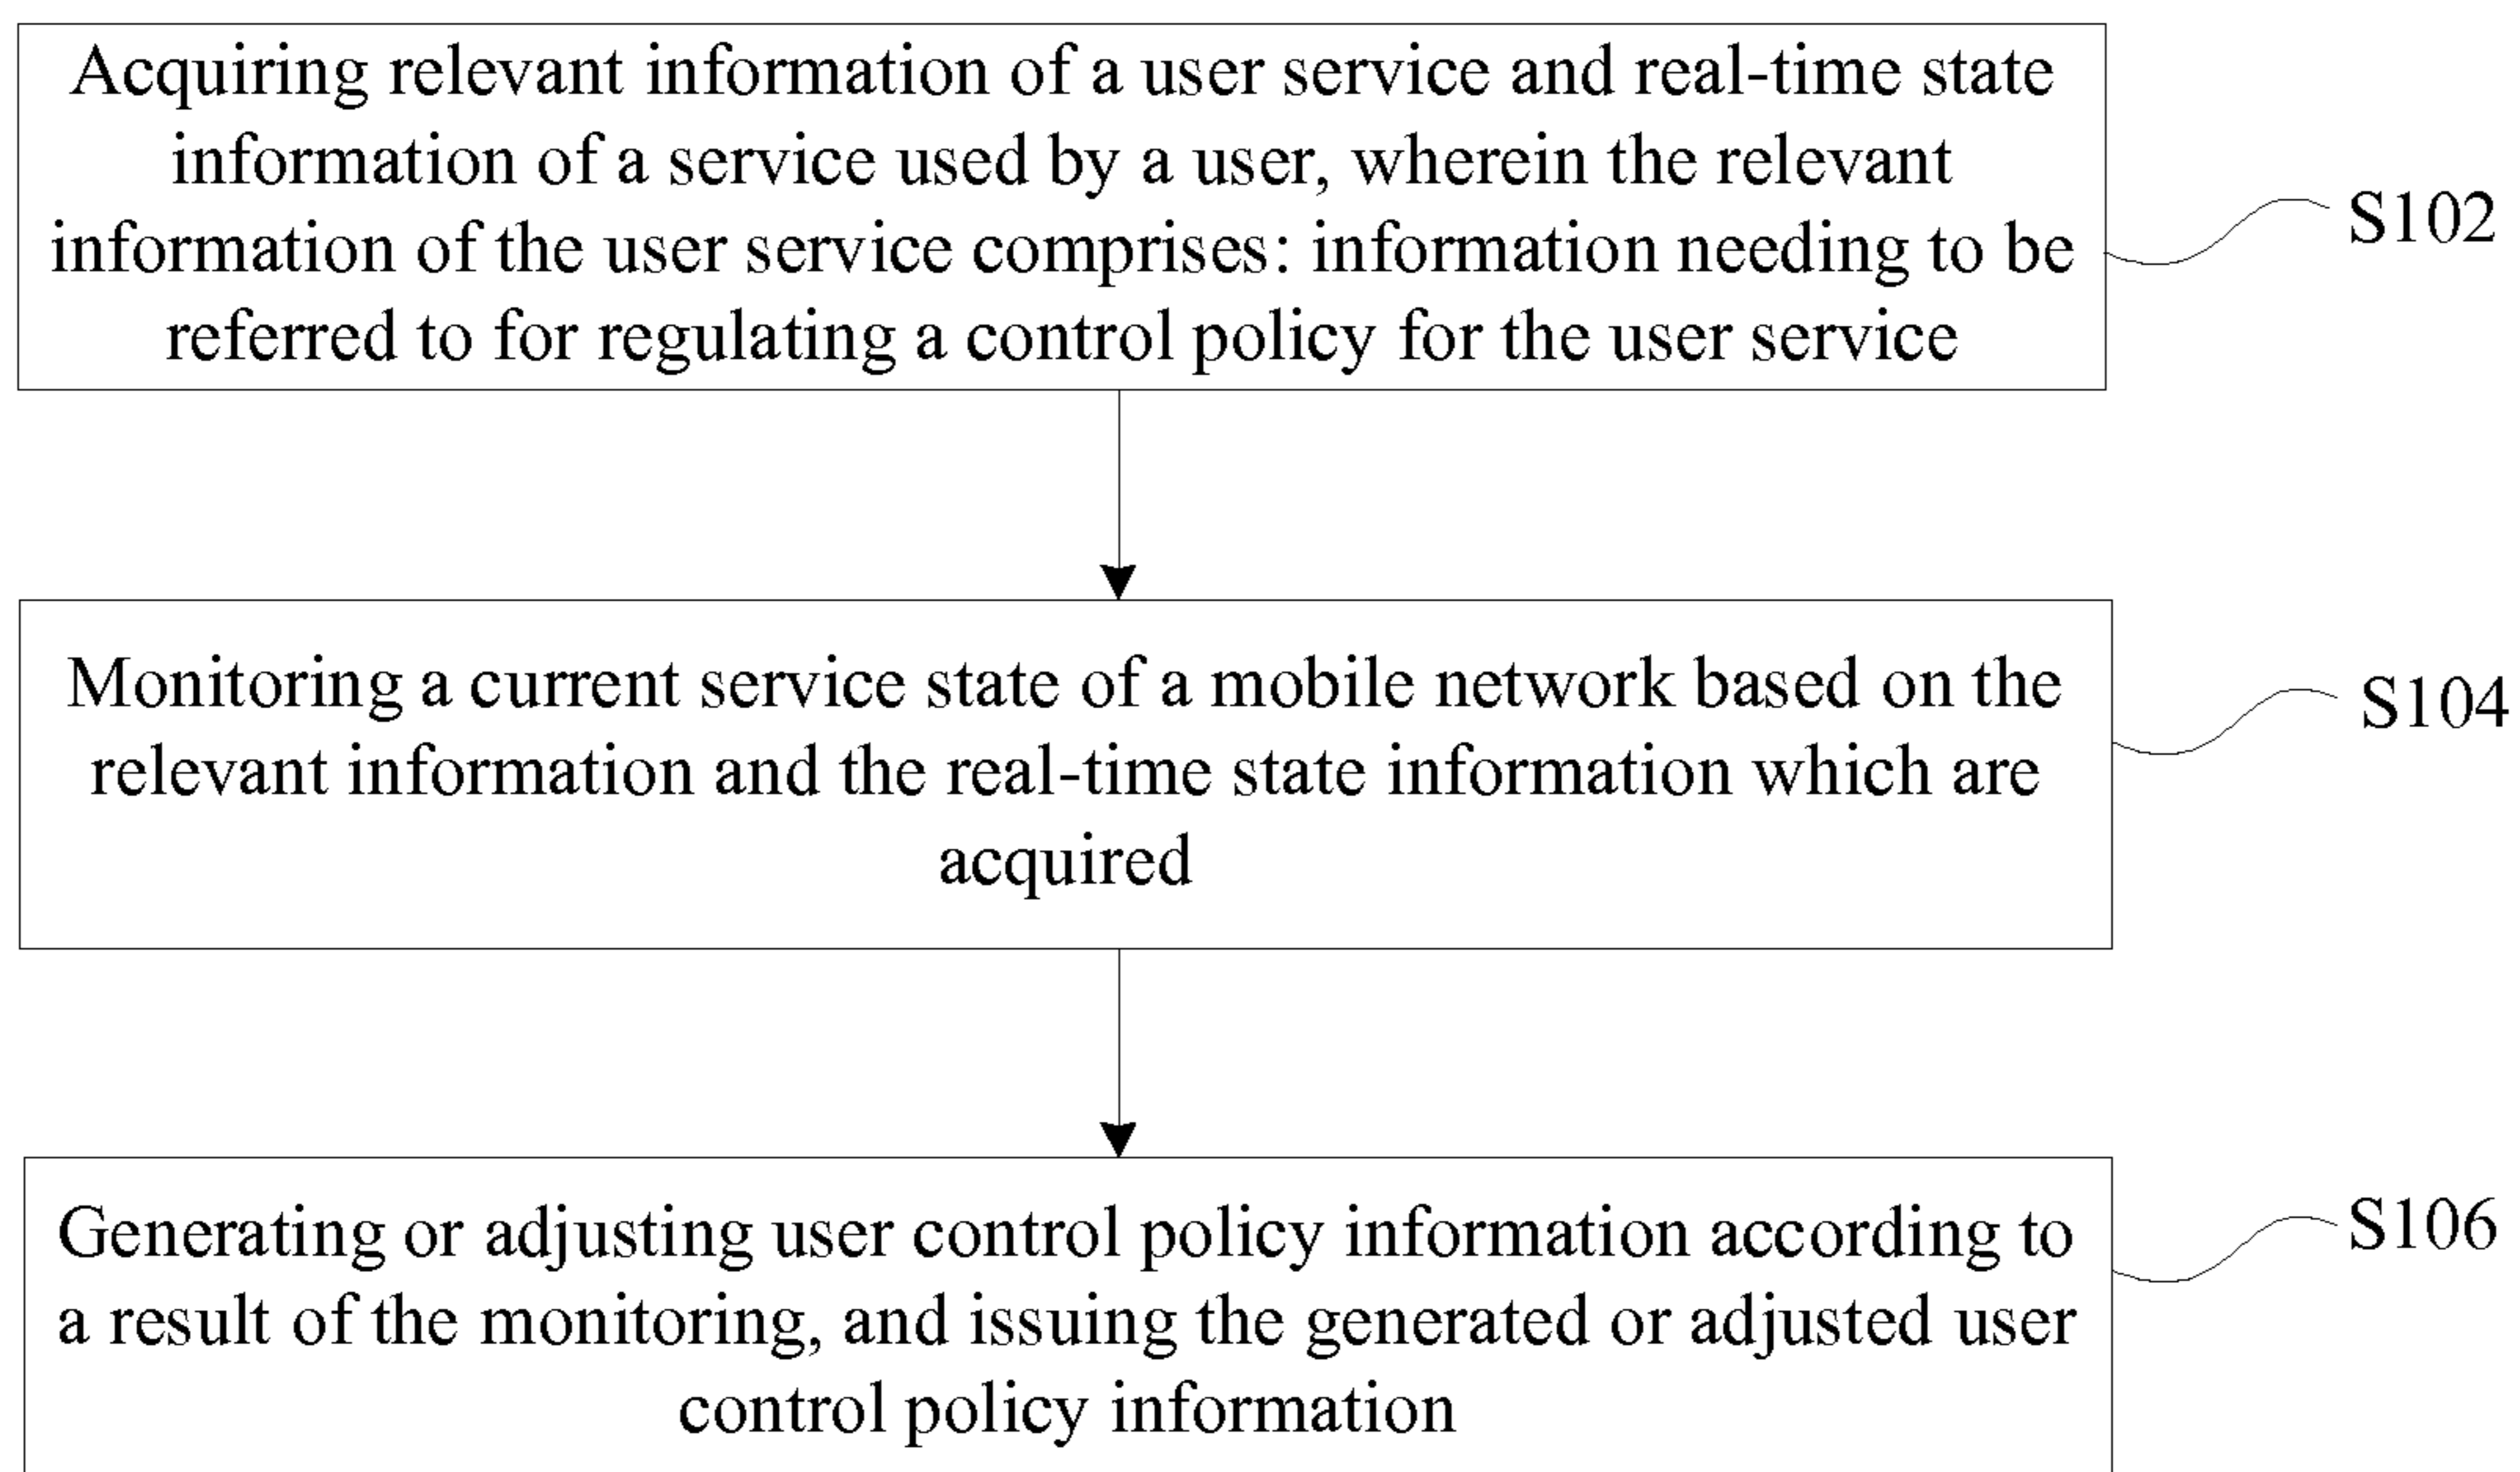 Acquiring relevant information of a user service and real-time state
information of a service used by a user, wherein the relevant
information of the user service comprises: information needing to be
referred to for regulating a control policy for the user service
S102
Monitoring a current service state of a mobile network based on the
relevant information and the real-time state information which are
acquired
S104
Generating or adjusting user control policy information according to
a result of the monitoring, and issuing the generated or adjusted user
control policy information
S106